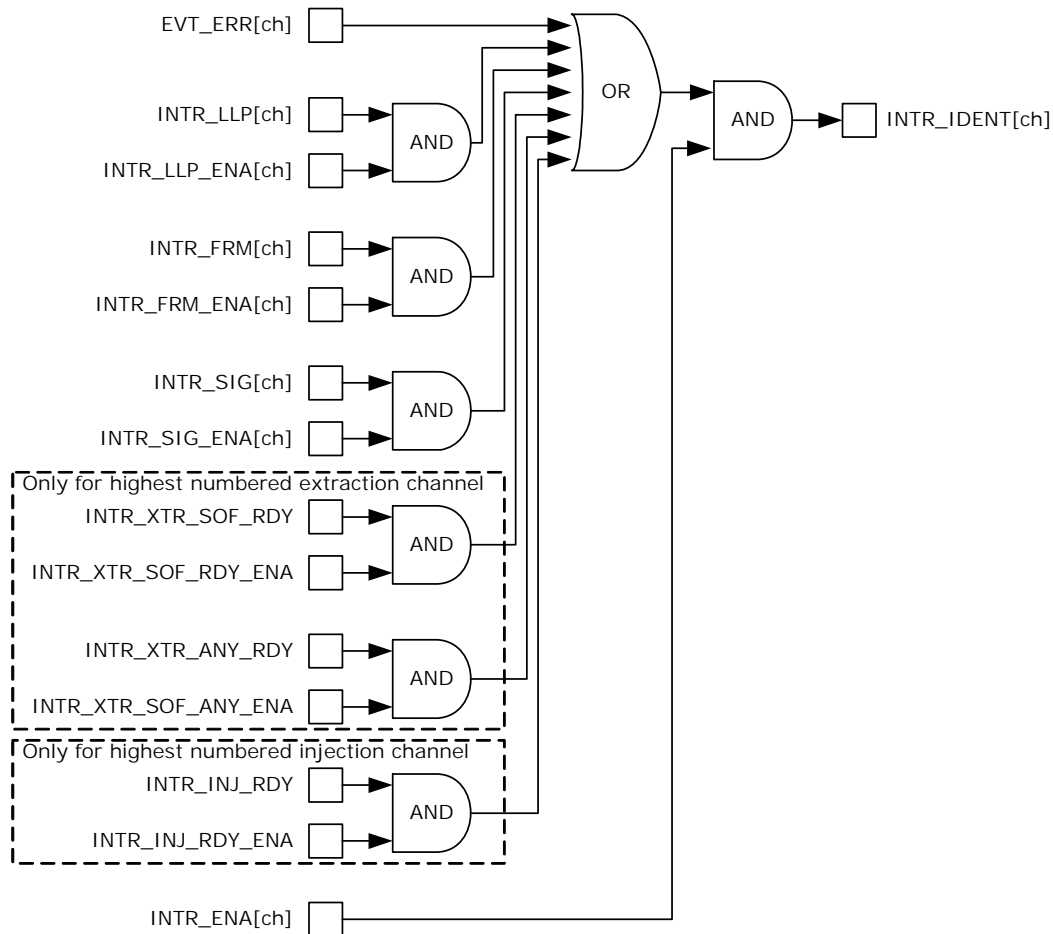 EVT_ERR[ch]
OR
INTR_LLP[ch]
AND
INTR_LLP_ENA[ch]
AND
INTR_IDENT[ch]
INTR_FRM[ch]
AND
INTR_FRM_ENA[ch]
INTR_SIG[ch]
AND
INTR_SIG_ENA[ch]
Only for highest numbered extraction channel
INTR_XTR_SOF_RDY
AND
INTR_XTR_SOF_RDY_ENA
INTR_XTR_ANY_RDY
AND
INTR_XTR_SOF_ANY_ENA
Only for highest numbered injection channel
INTR_INJ_RDY
AND
INTR_INJ_RDY_ENA
INTR_ENA[ch]